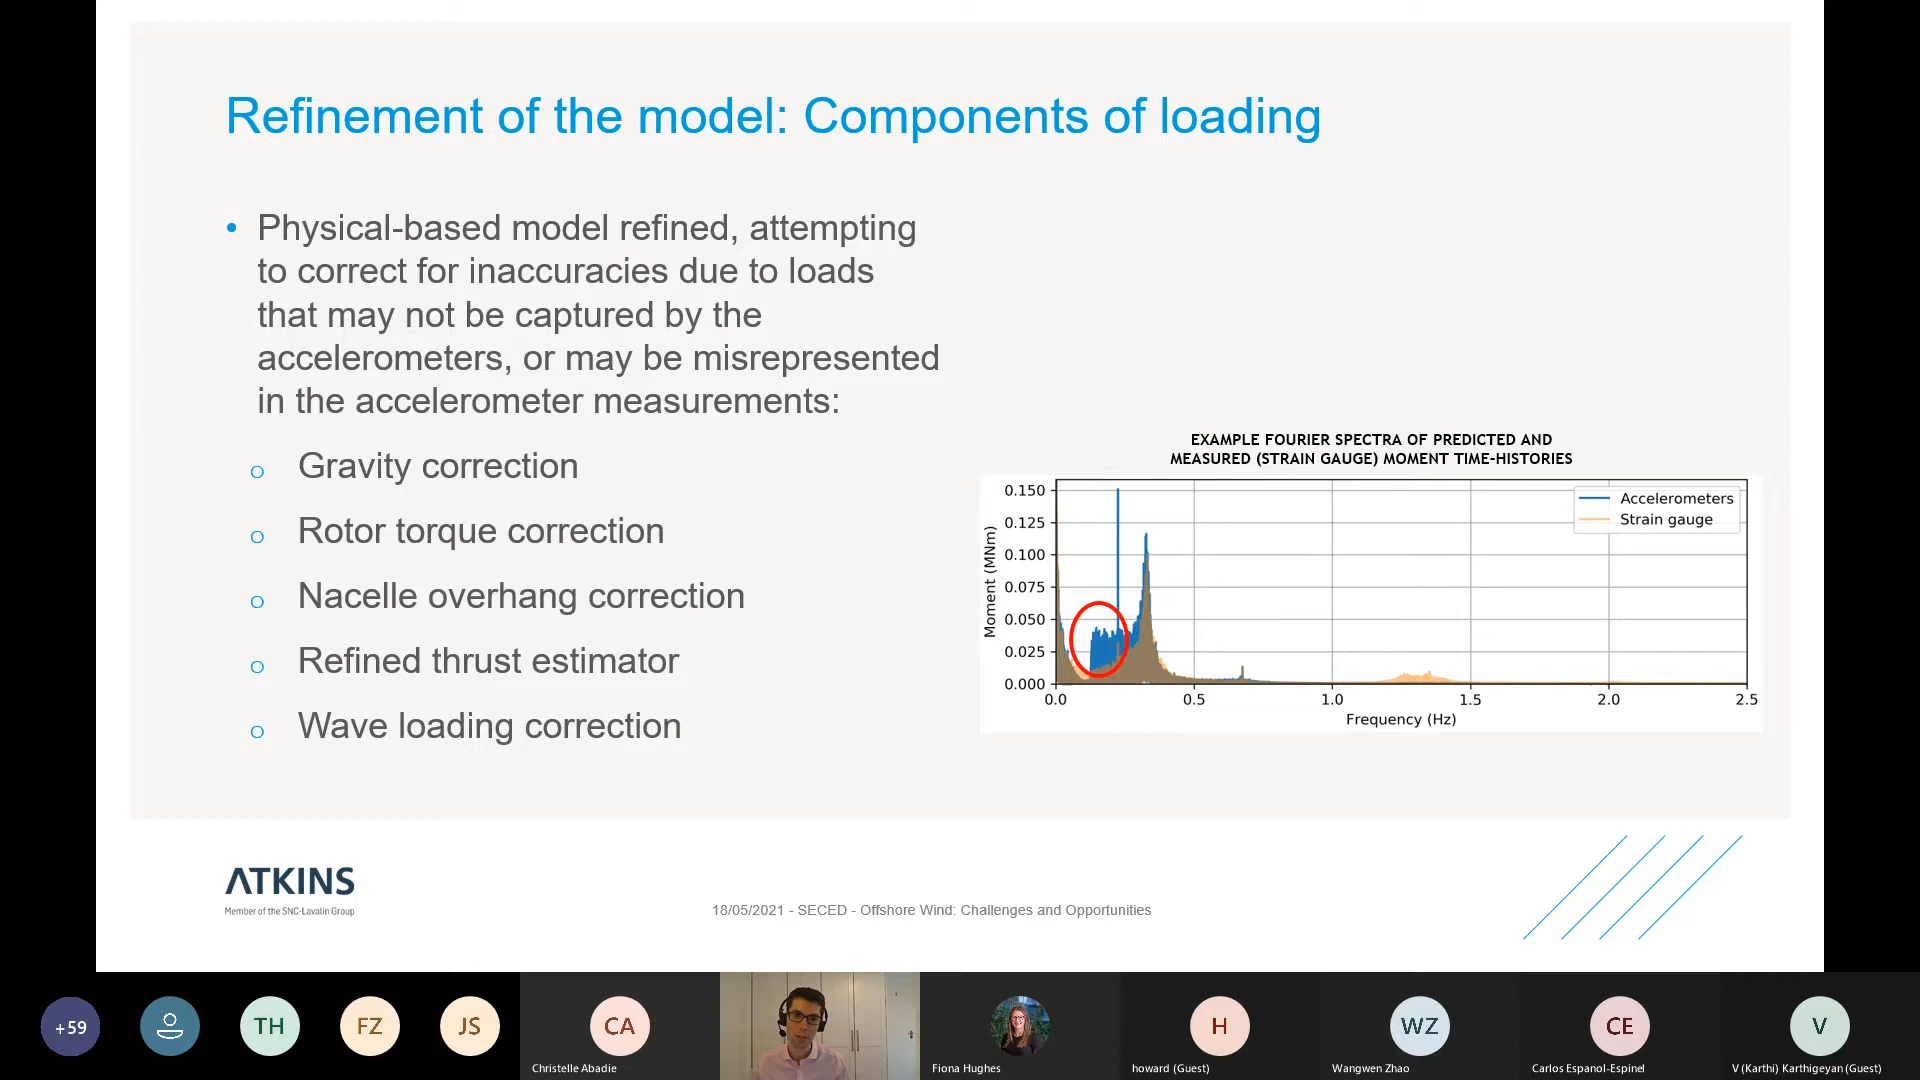 Refinement of the model: Components of loading
• Physical-based model refined, attempting
to correct for inaccuracies due to loads
that may not be captured by the
accelerometers, or may be misrepresented
in the accelerometer measurements:
o Gravity correction
o Rotor torque correction
o Nacelle overhang correction
o Refined thrust estimator
o Wave loading correction
EXAMPLE FOURIER SPECTRA OF PREDICTED AND
MEASURED (STRAIN GAUGE) MOMENT TIME-HISTORIES
Moment (MNm)
0.150
0.125
0.100
0.075
0.050
0.025
0.000
Accelerometers
Strain gauge
0.0 0.5 1.0 1.5 2.0 2.5
Frequency (Hz)
ATKINS
Member of the SNC-Lavalin Group
18/05/2021 - SECED - Offshore Wind: Challenges and Opportunities
+59 TH FZ JS CA H WZ CE V
Christelle Abadie Fiona Hughes howard (Guest) Wangwen Zhao Carlos Espanol-Espinel V (Karthi) Karthigeyan (Guest)